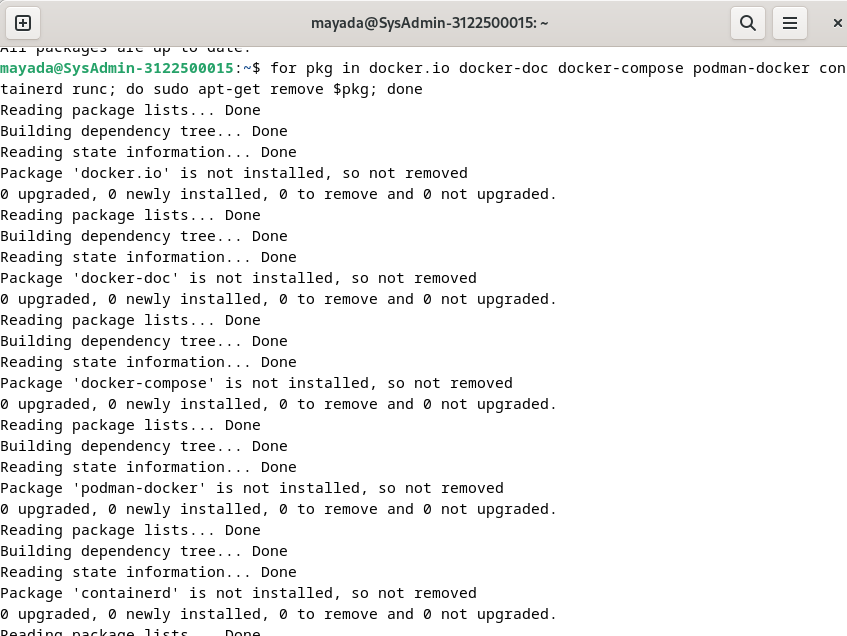 mayada@SysAdmin-3122500015: ~
All packages are up to date.
mayada@SysAdmin-3122500015:~$ for pkg in docker.io docker-doc docker-compose podman-docker con
tainerd runc; do sudo apt-get remove $pkg; done
Reading package lists... Done
Building dependency tree... Done
Reading state information... Done
Package 'docker.io' is not installed, so not removed
0 upgraded, 0 newly installed, 0 to remove and 0 not upgraded.
Reading package lists... Done
Building dependency tree... Done
Reading state information... Done
Package 'docker-doc' is not installed, so not removed
0 upgraded, 0 newly installed, 0 to remove and 0 not upgraded.
Reading package lists... Done
Building dependency tree... Done
Reading state information... Done
Package 'docker-compose' is not installed, so not removed
0 upgraded, 0 newly installed, 0 to remove and 0 not upgraded.
Reading package lists... Done
Building dependency tree... Done
Reading state information... Done
Package 'podman-docker' is not installed, so not removed
0 upgraded, 0 newly installed, 0 to remove and 0 not upgraded.
Reading package lists... Done
Building dependency tree... Done
Reading state information... Done
Package 'containerd' is not installed, so not removed
0 upgraded, 0 newly installed, 0 to remove and 0 not upgraded.
Reading package lists... Done